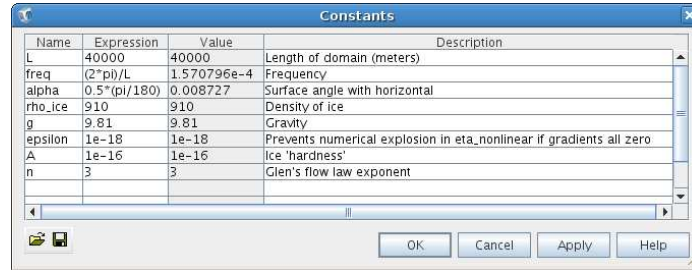 Constants
Name Expression Value Description
L 40000 40000 Length of domain (meters)
freq (2*pi)/L 1.570796e-4 Frequency
alpha 0.5*(pi/180) 0.008727 Surface angle with horizontal
rho_ice 910 910 Density of ice
g 9.81 9.81 Gravity
epsilon 1e-18 1e-18 Prevents numerical explosion in eta_nonlinear if gradients all zero
A 1e-16 1e-16 Ice 'hardness'
n 3 3 Glen's flow law exponent
OK Cancel Apply Help